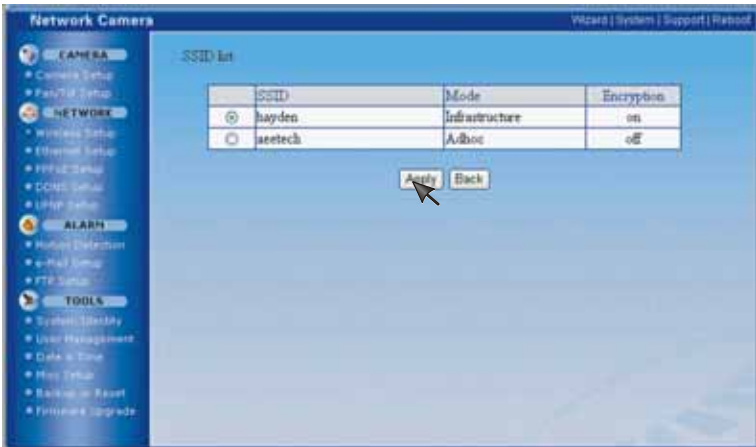 Network Camera
Wizard | System | Support | Reboot
CAMERA
Camera Setup
Pan/Tilt Setup
NETWORK
Wireless Setup
Ethernet Setup
PPPoE Setup
DDNS Setup
UPNP Setup
ALARM
Motion Detection
e-Mail Setup
FTP Setup
TOOLS
System Identity
User Management
Date & Time
Misc Setup
Backup or Reset
Firmware Upgrade
SSID list
SSID Mode Encryption
hayden Infrastructure on
aeetech Adhoc off
Apply Back